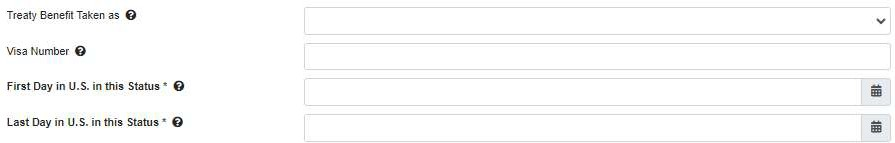 Treaty Benefit Taken as
Visa Number
First Day in U.S. in this Status *
Last Day in U.S. in this Status *